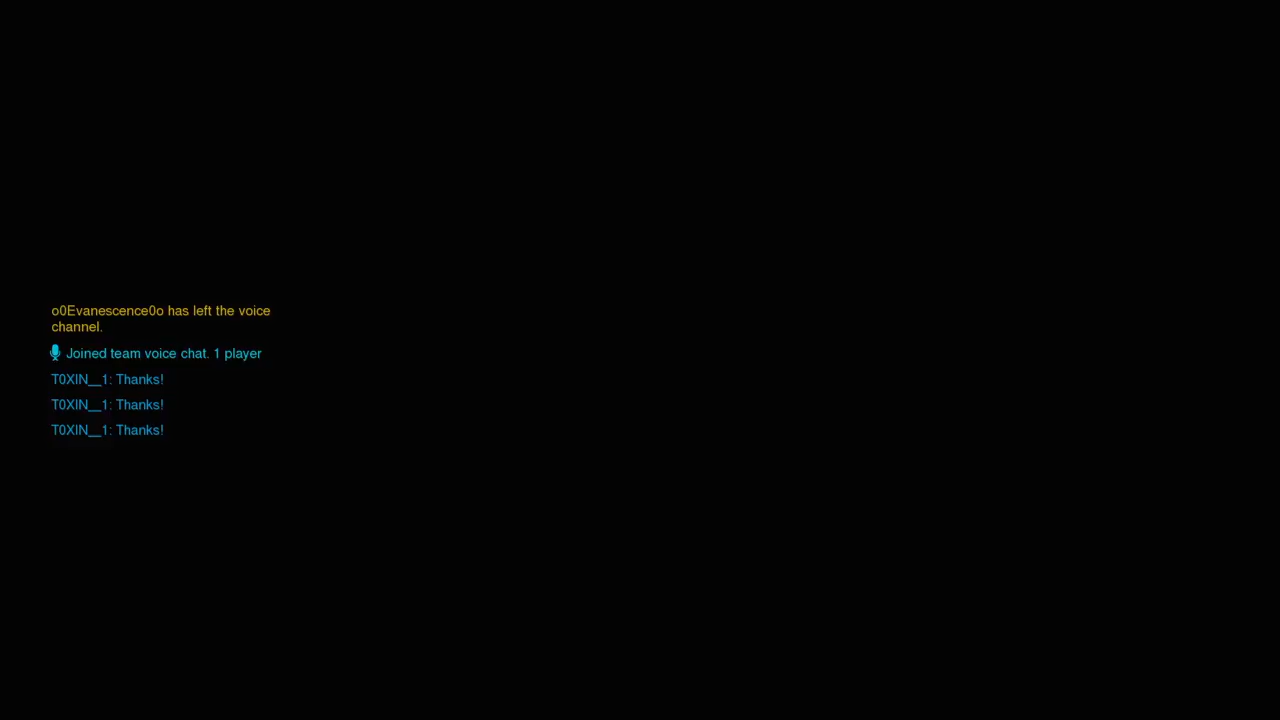 o0Evanescence0o has left the voice
channel.
Joined team voice chat. 1 player
T0XIN__1: Thanks!
T0XIN__1: Thanks!
T0XIN__1: Thanks!